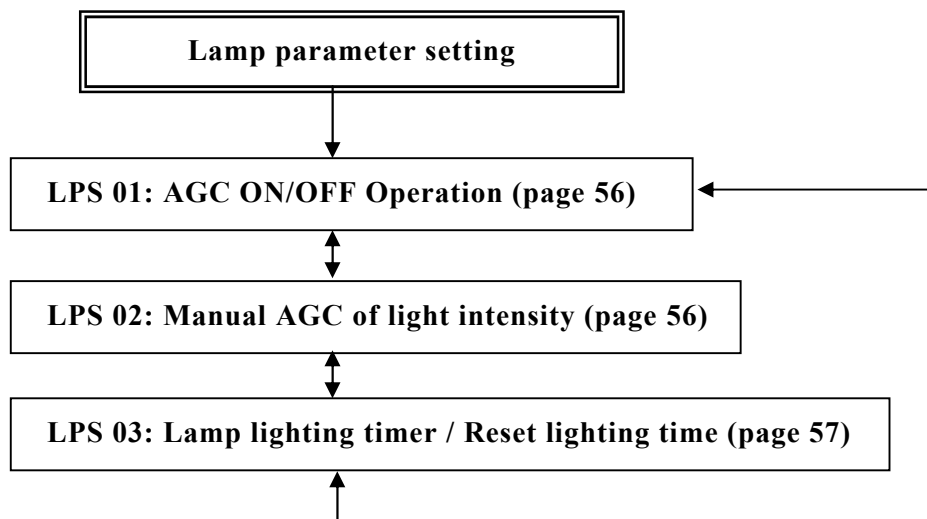 Lamp parameter setting
LPS 01: AGC ON/OFF Operation (page 56)
LPS 02: Manual AGC of light intensity (page 56)
LPS 03: Lamp lighting timer / Reset lighting time (page 57)